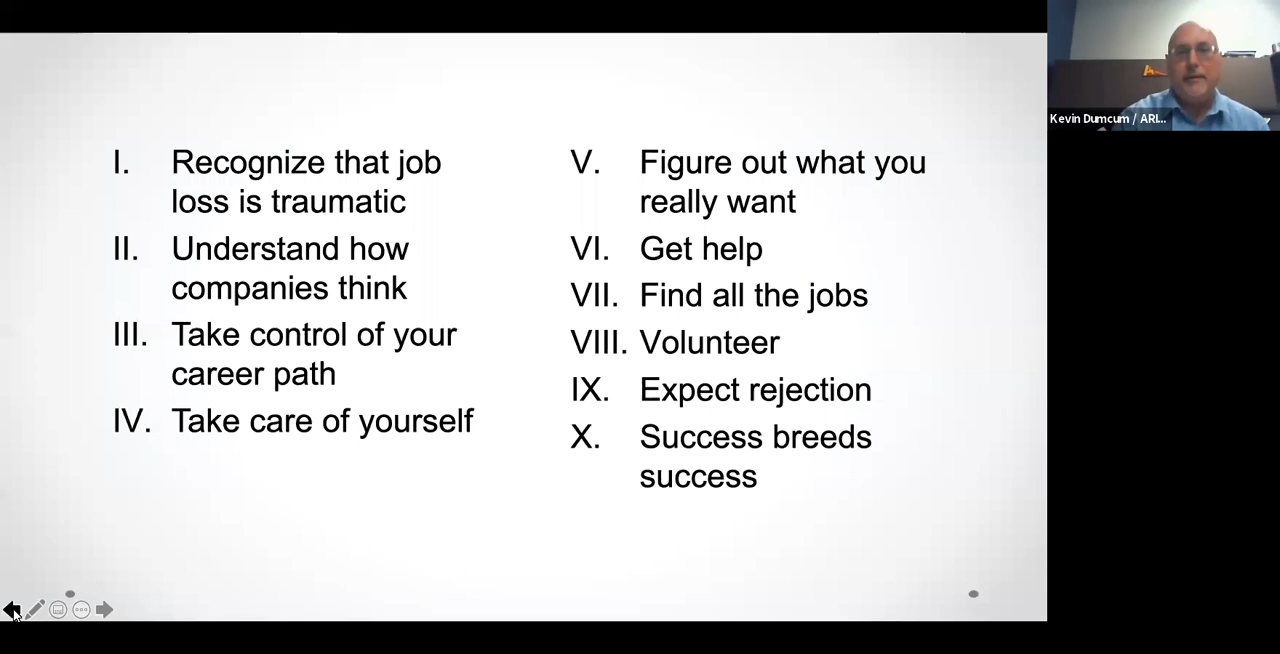 I. Recognize that job
loss is traumatic
II. Understand how
companies think
III. Take control of your
career path
IV. Take care of yourself
V. Figure out what you
really want
VI. Get help
VII. Find all the jobs
VIII. Volunteer
IX. Expect rejection
X. Success breeds
success
Kevin Dumcum / ARI...